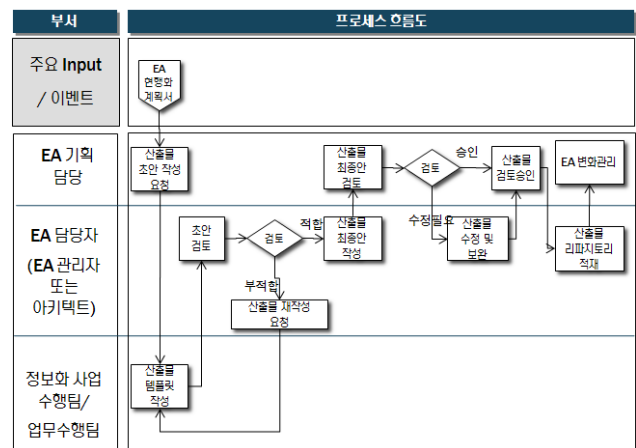 부서
프로세스 흐름도
주요 Input
/ 이벤트
EA
현행화
계획서
EA 기획
담당
산출물
초안 작성
요청
산출물
최종안
검토
검토
승인
산출물
검토승인
EA 변화관리
수정필요
EA 담당자
(EA 관리자
또는
아키텍트)
초안
검토
검토
적합
산출물
최종안
작성
산출물
수정 및
보완
산출물
리파지토리
적재
부적합
산출물 재작성
요청
정보화 사업
수행팀/
업무수행팀
산출물
템플릿
작성